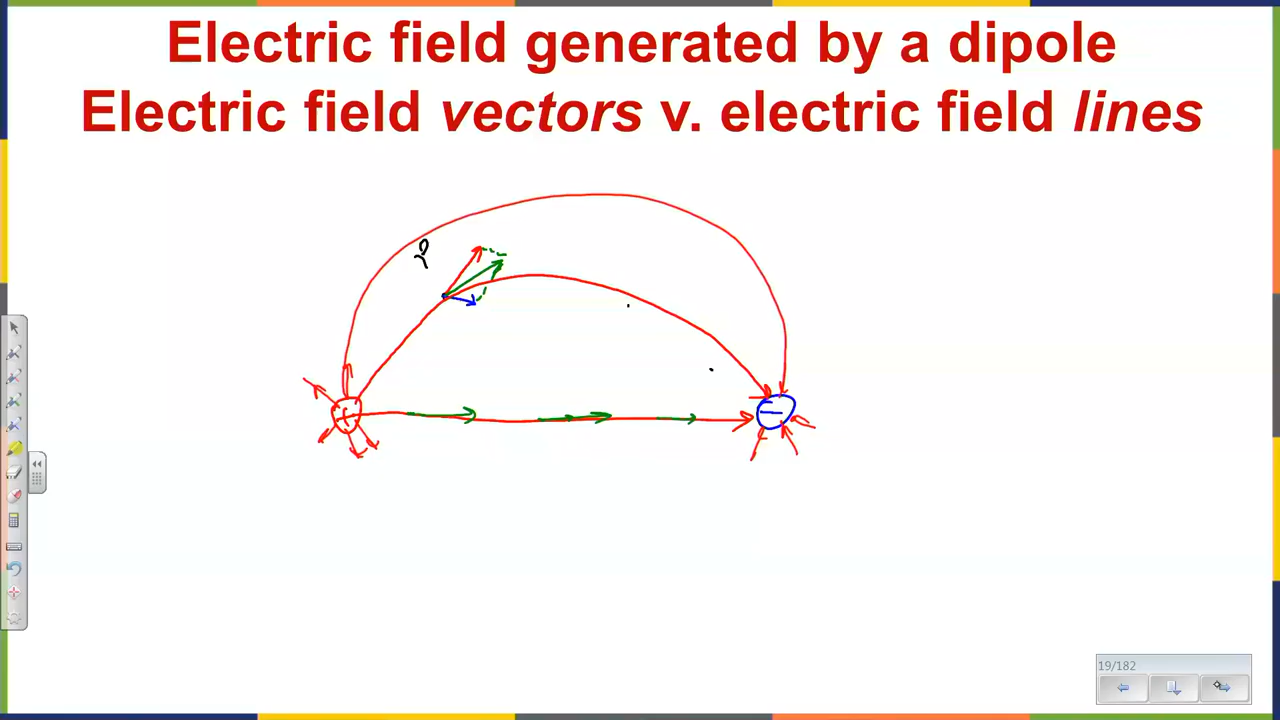 Electric field generated by a dipole
Electric field vectors v. electric field lines
P
+
−
19/182